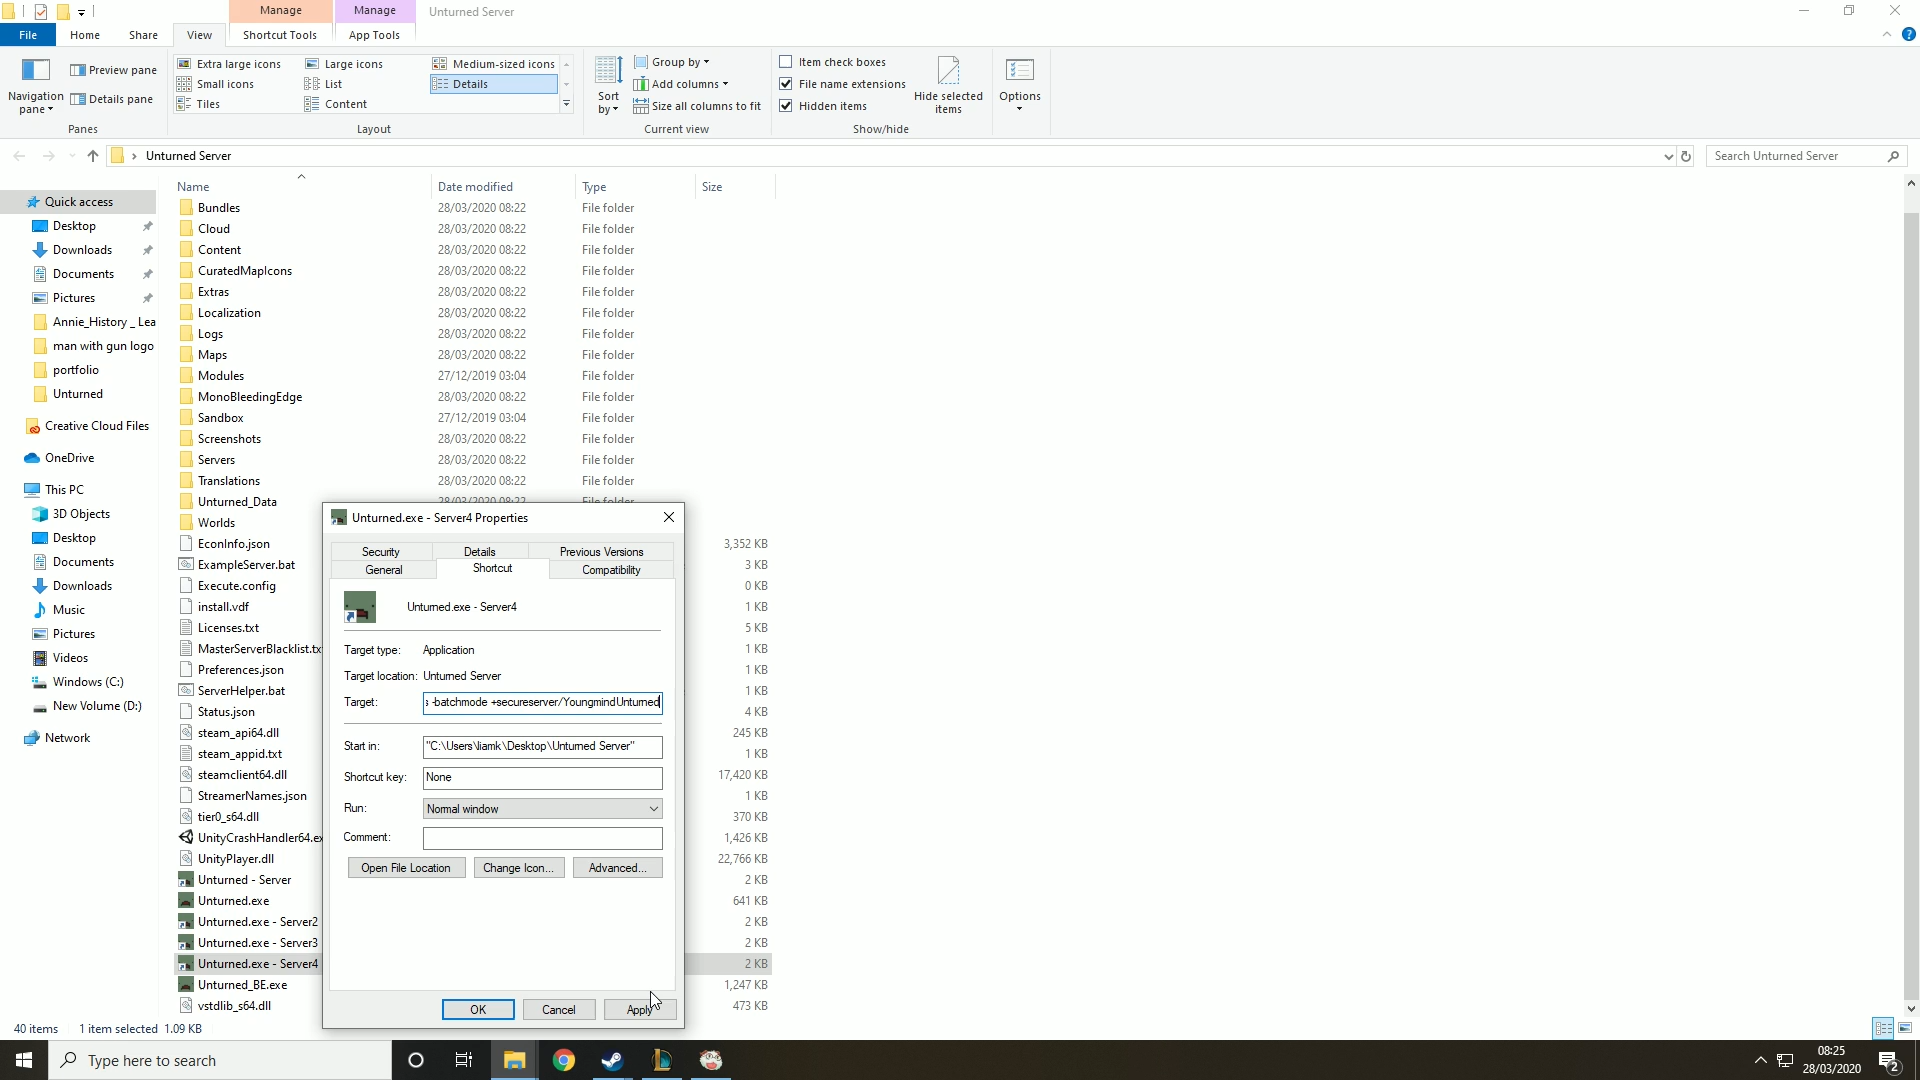 Manage
Manage
Unturned Server
File
Home
Share
View
Shortcut Tools
App Tools
Navigation pane
Preview pane
Details pane
Panes
Extra large icons
Large icons
Medium-sized icons
Small icons
List
Details
Tiles
Content
Layout
Sort by
Group by
Add columns
Size all columns to fit
Current view
Item check boxes
File name extensions
Hidden items
Hide selected items
Show/hide
Options
Unturned Server
Search Unturned Server
Name
Date modified
Type
Size
Quick access
Desktop
Downloads
Documents
Pictures
Annie_History _ Lea
man with gun logo
portfolio
Unturned
Creative Cloud Files
OneDrive
This PC
3D Objects
Desktop
Documents
Downloads
Music
Pictures
Videos
Windows (C:)
New Volume (D:)
Network
Bundles 28/03/2020 08:22 File folder
Cloud 28/03/2020 08:22 File folder
Content 28/03/2020 08:22 File folder
CuratedMapIcons 28/03/2020 08:22 File folder
Extras 28/03/2020 08:22 File folder
Localization 28/03/2020 08:22 File folder
Logs 28/03/2020 08:22 File folder
Maps 28/03/2020 08:22 File folder
Modules 27/12/2019 03:04 File folder
MonoBleedingEdge 28/03/2020 08:22 File folder
Sandbox 27/12/2019 03:04 File folder
Screenshots 28/03/2020 08:22 File folder
Servers 28/03/2020 08:22 File folder
Translations 28/03/2020 08:22 File folder
Unturned_Data 28/03/2020 08:22 File folder
Worlds
EconInfo.json 3,352 KB
ExampleServer.bat 3 KB
Execute.config 0 KB
install.vdf 1 KB
Licenses.txt 5 KB
MasterServerBlacklist.tx 1 KB
Preferences.json 1 KB
ServerHelper.bat 1 KB
Status.json 4 KB
steam_api64.dll 245 KB
steam_appid.txt 1 KB
steamclient64.dll 17,420 KB
StreamerNames.json 1 KB
tier0_s64.dll 370 KB
UnityCrashHandler64.ex 1,426 KB
UnityPlayer.dll 22,766 KB
Unturned - Server 2 KB
Unturned.exe 641 KB
Unturned.exe - Server2 2 KB
Unturned.exe - Server3 2 KB
Unturned.exe - Server4 2 KB
Unturned_BE.exe 1,247 KB
vstdlib_s64.dll 473 KB
Unturned.exe - Server4 Properties
Security
Details
Previous Versions
General
Shortcut
Compatibility
Unturned.exe - Server4
Target type: Application
Target location: Unturned Server
Target: -batchmode +secureserver/YoungmindUnturned
Start in: "C:\Users\liamk\Desktop\Unturned Server"
Shortcut key: None
Run: Normal window
Comment:
Open File Location
Change Icon...
Advanced...
OK
Cancel
Apply
40 items
1 item selected 1.09 KB
Type here to search
08:25
28/03/2020
2